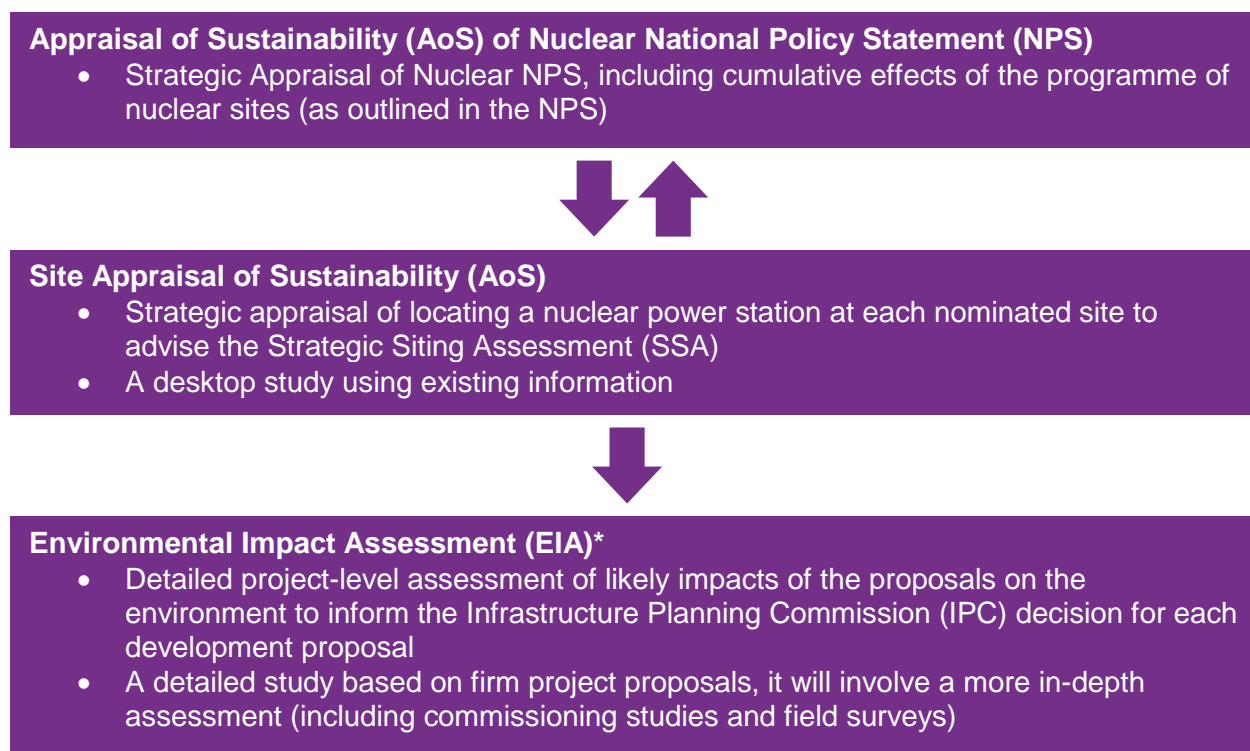 Appraisal of Sustainability (AoS) of Nuclear National Policy Statement (NPS)
• Strategic Appraisal of Nuclear NPS, including cumulative effects of the programme of
nuclear sites (as outlined in the NPS)
Site Appraisal of Sustainability (AoS)
• Strategic appraisal of locating a nuclear power station at each nominated site to
advise the Strategic Siting Assessment (SSA)
• A desktop study using existing information
Environmental Impact Assessment (EIA)*
• Detailed project-level assessment of likely impacts of the proposals on the
environment to inform the Infrastructure Planning Commission (IPC) decision for each
development proposal
• A detailed study based on firm project proposals, it will involve a more in-depth
assessment (including commissioning studies and field surveys)